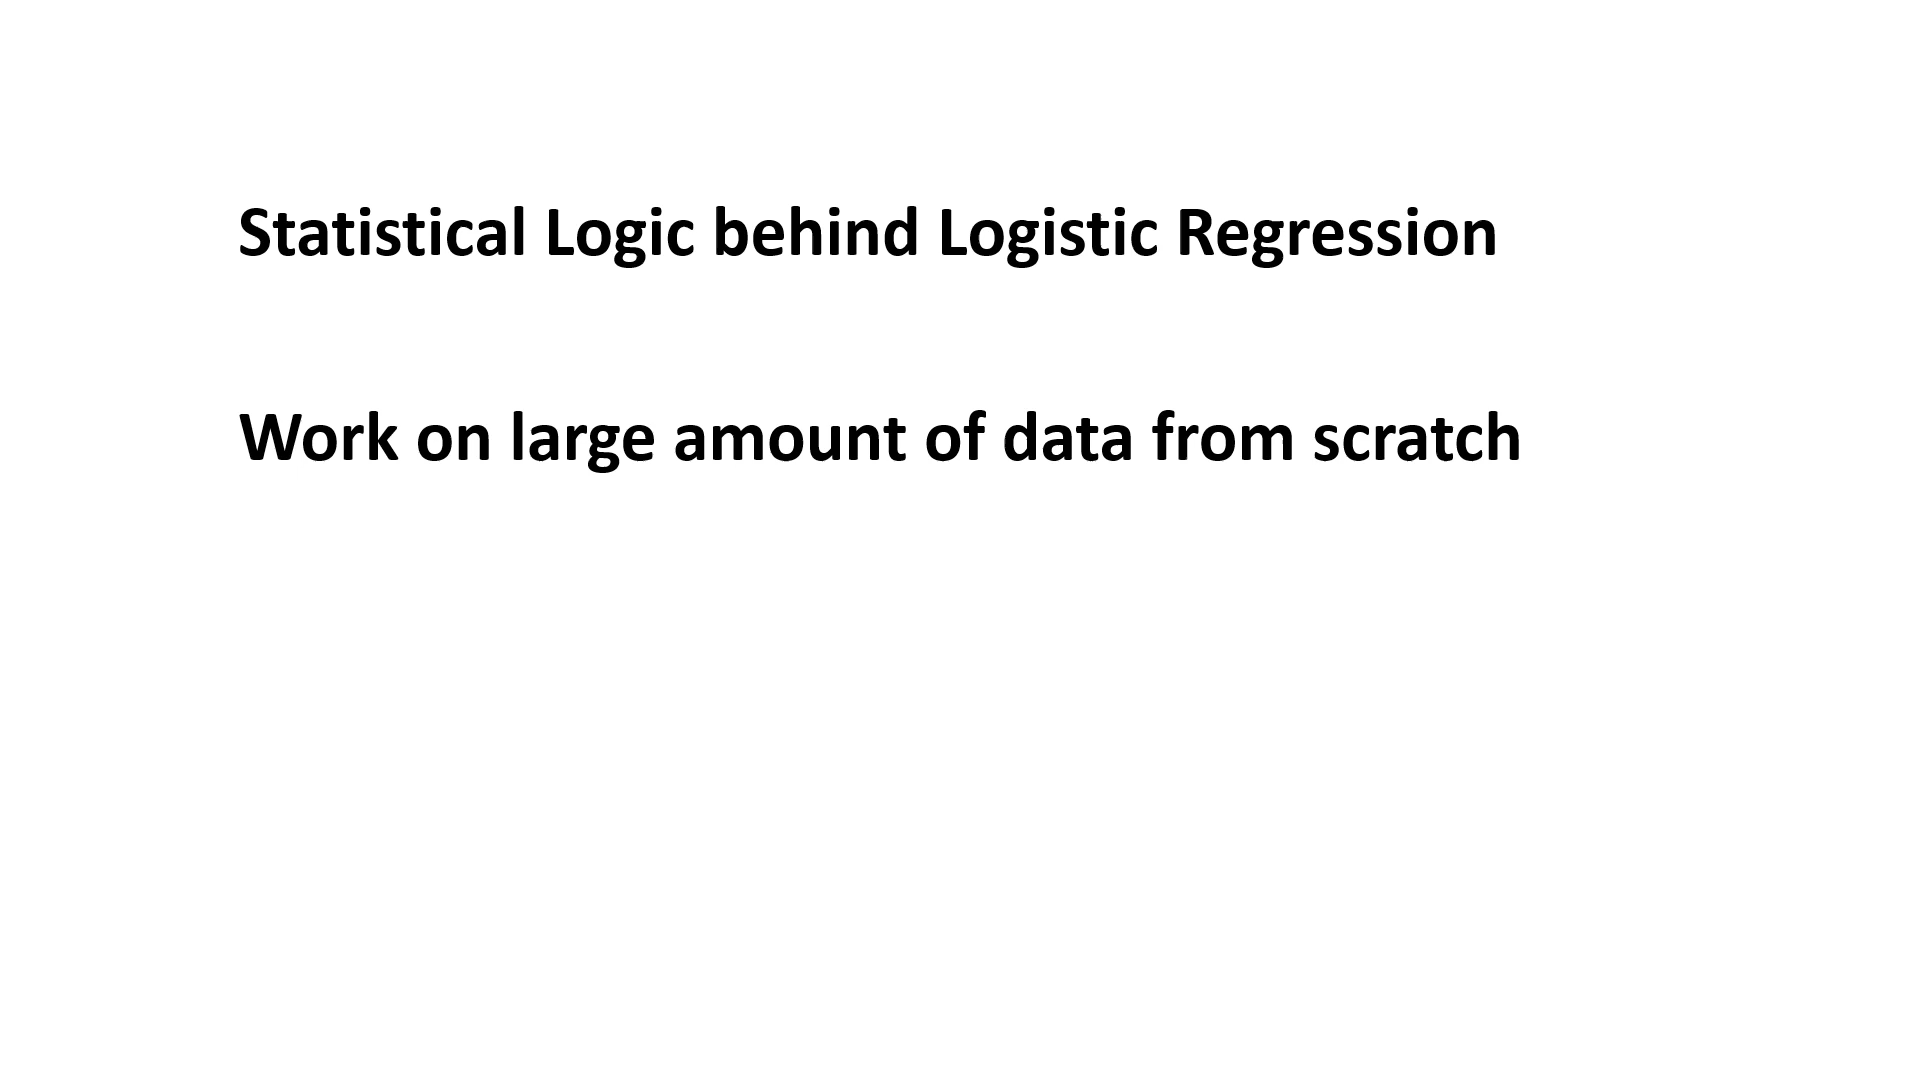 Statistical Logic behind Logistic Regression
Work on large amount of data from scratch